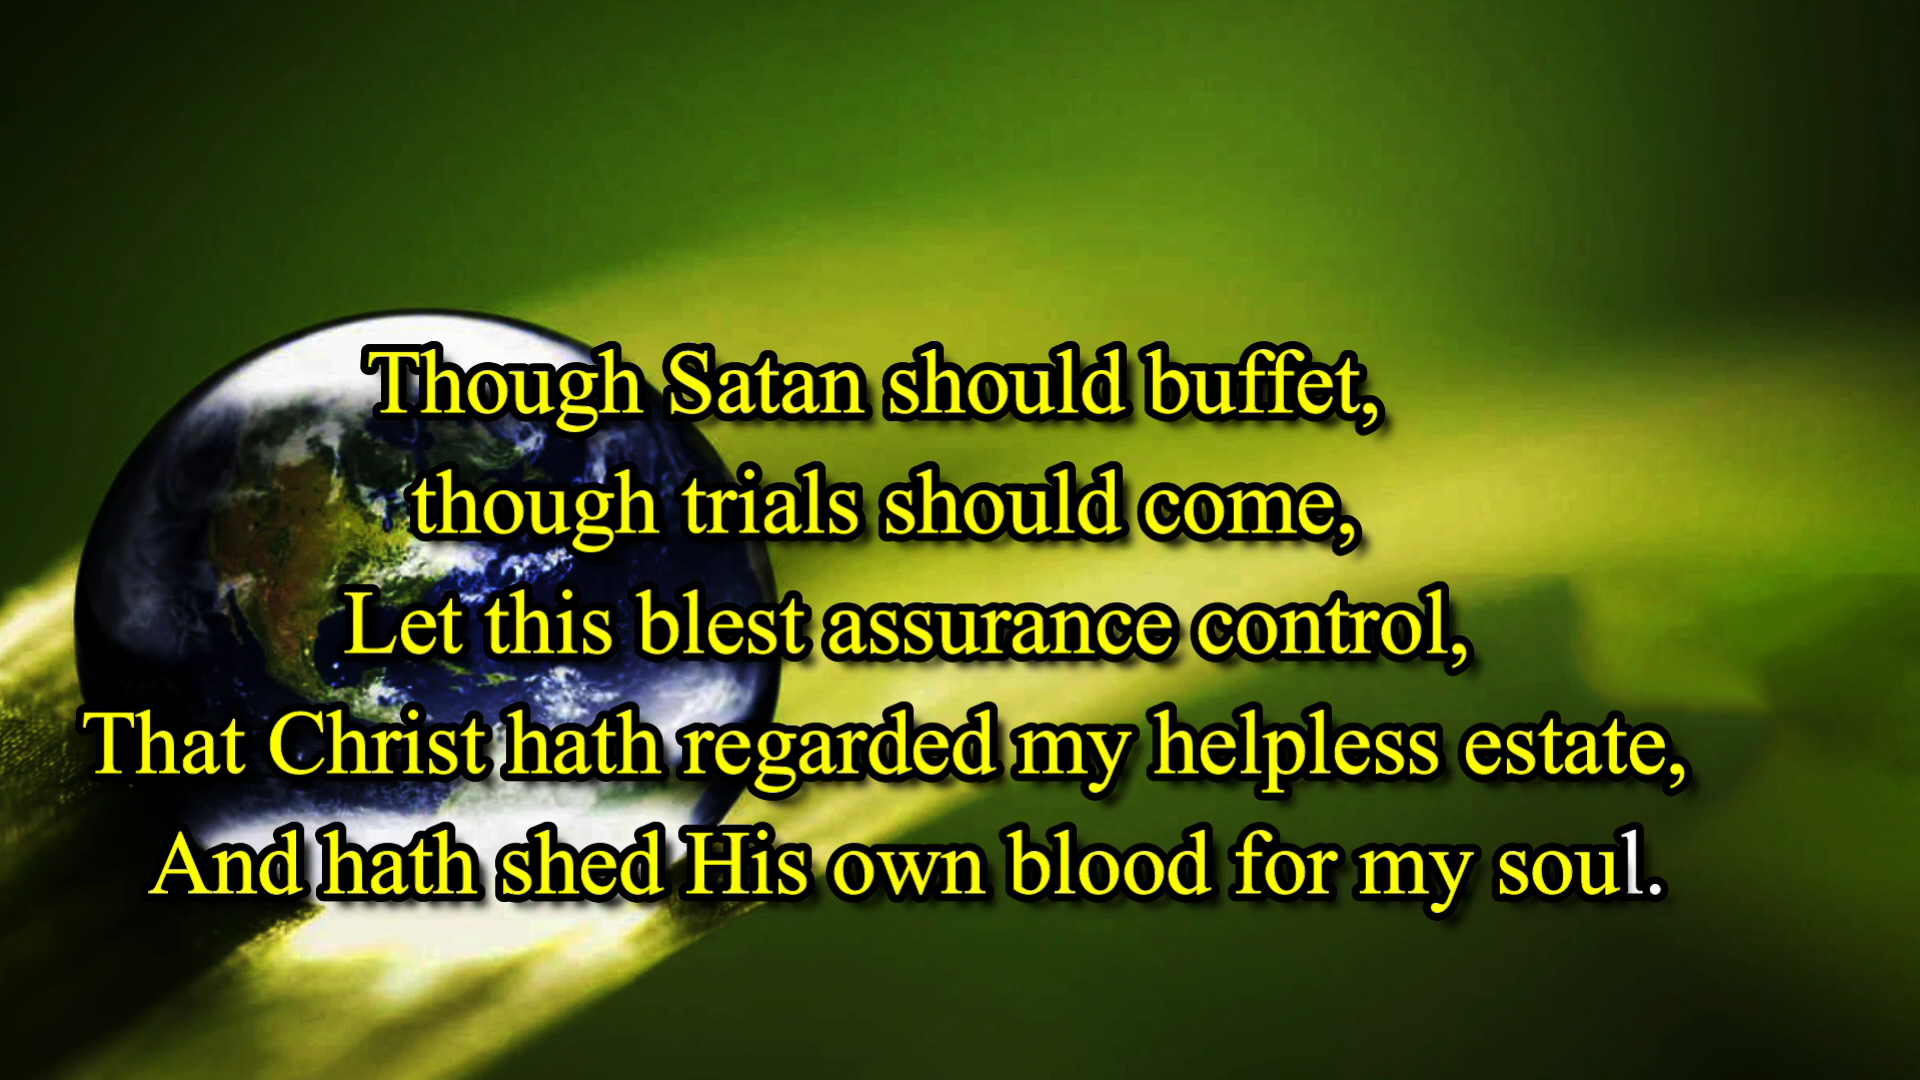 Though Satan should buffet,
though trials should come,
Let this blest assurance control,
That Christ hath regarded my helpless estate,
And hath shed His own blood for my soul.